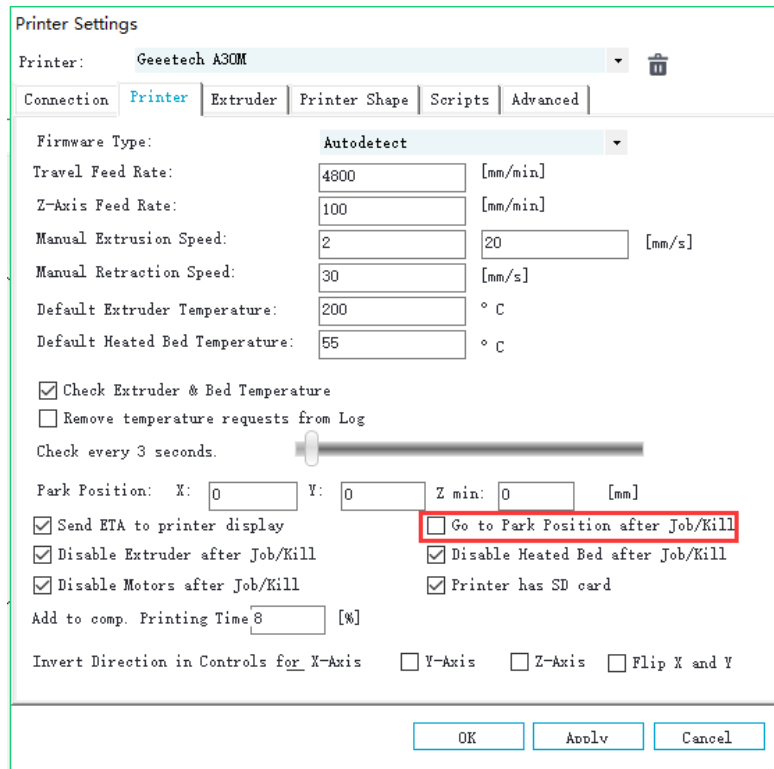 Printer Settings
Printer: Geeetech A30M
Connection Printer Extruder Printer Shape Scripts Advanced
Firmware Type: Autodetect
Travel Feed Rate: 4800 [mm/min]
Z-Axis Feed Rate: 100 [mm/min]
Manual Extrusion Speed: 2 20 [mm/s]
Manual Retraction Speed: 30 [mm/s]
Default Extruder Temperature: 200 ° C
Default Heated Bed Temperature: 55 ° C
Check Extruder & Bed Temperature
Remove temperature requests from Log
Check every 3 seconds.
Park Position: X: 0 Y: 0 Z min: 0 [mm]
Send ETA to printer display Go to Park Position after Job/Kill
Disable Extruder after Job/Kill Disable Heated Bed after Job/Kill
Disable Motors after Job/Kill Printer has SD card
Add to comp. Printing Time 8 [%]
Invert Direction in Controls for X-Axis Y-Axis Z-Axis Flip X and Y
OK Apply Cancel